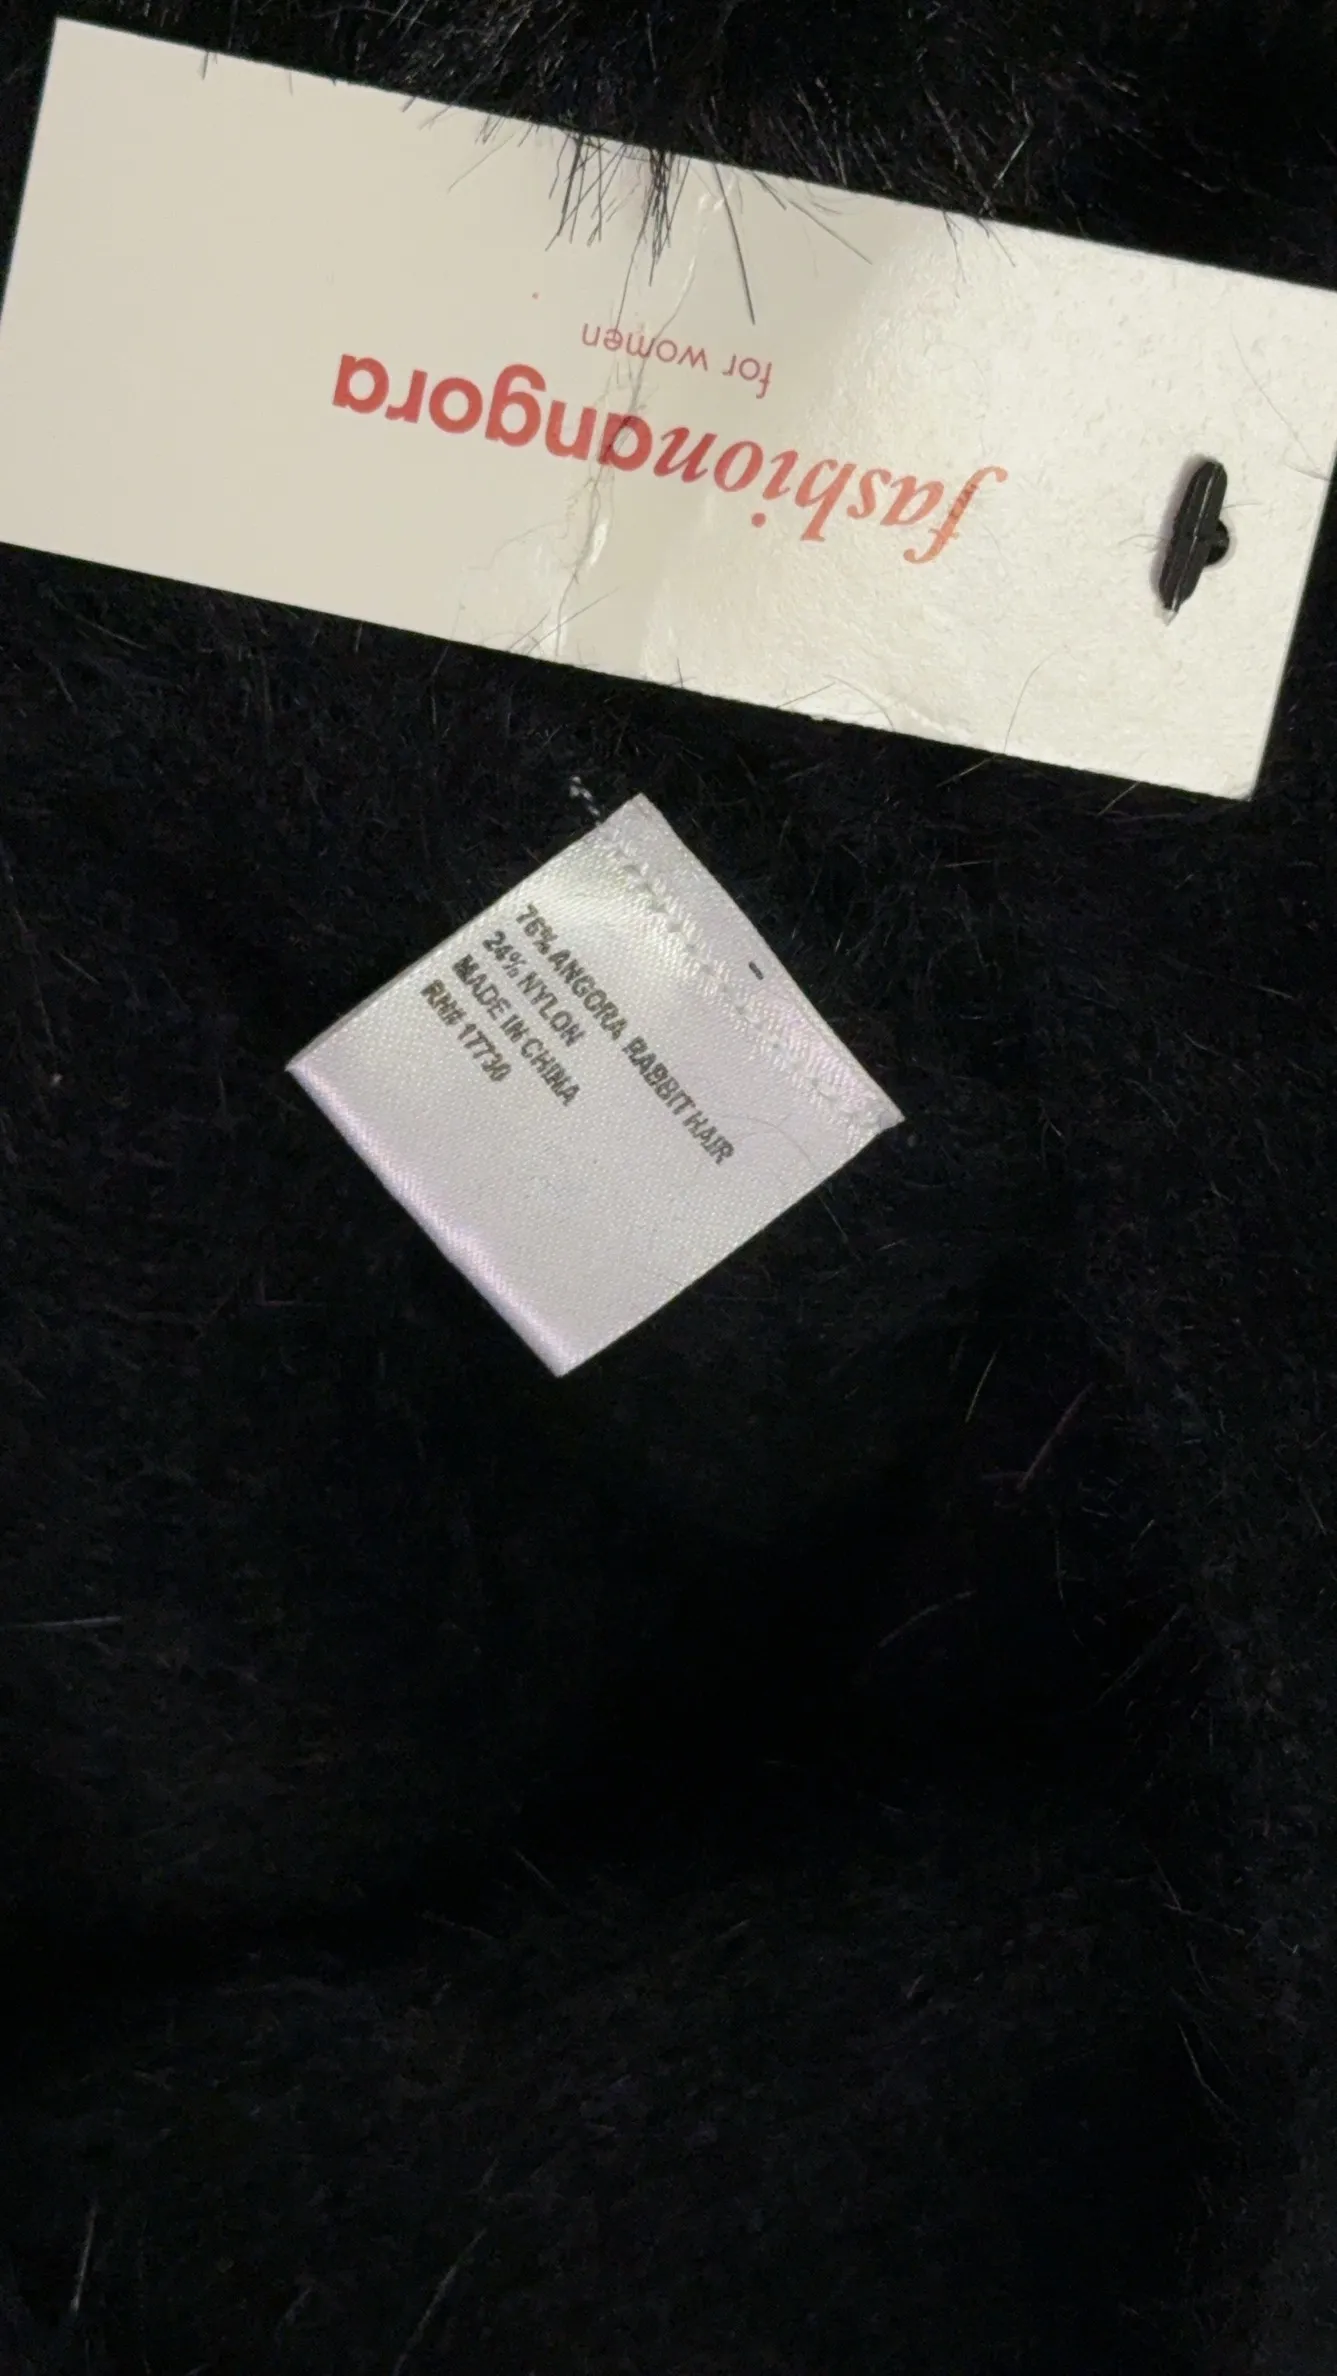 fashionangora
for women
76% ANGORA RABBIT HAIR
24% NYLON
MADE IN CHINA
RN# 17730